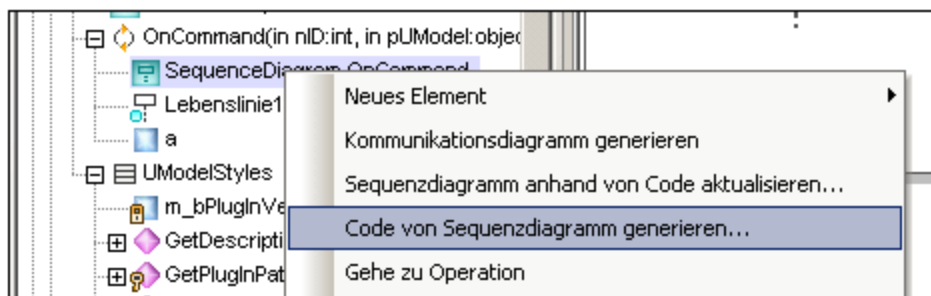 OnCommand(in nID:int, in pUModel:objec
SequenceDiagram OnCommand
Lebenslinie1
a
UModelStyles
m_bPlugInVe
GetDescripti
GetPlugInPat
Neues Element
Kommunikationsdiagramm generieren
Sequenzdiagramm anhand von Code aktualisieren...
Code von Sequenzdiagramm generieren...
Gehe zu Operation